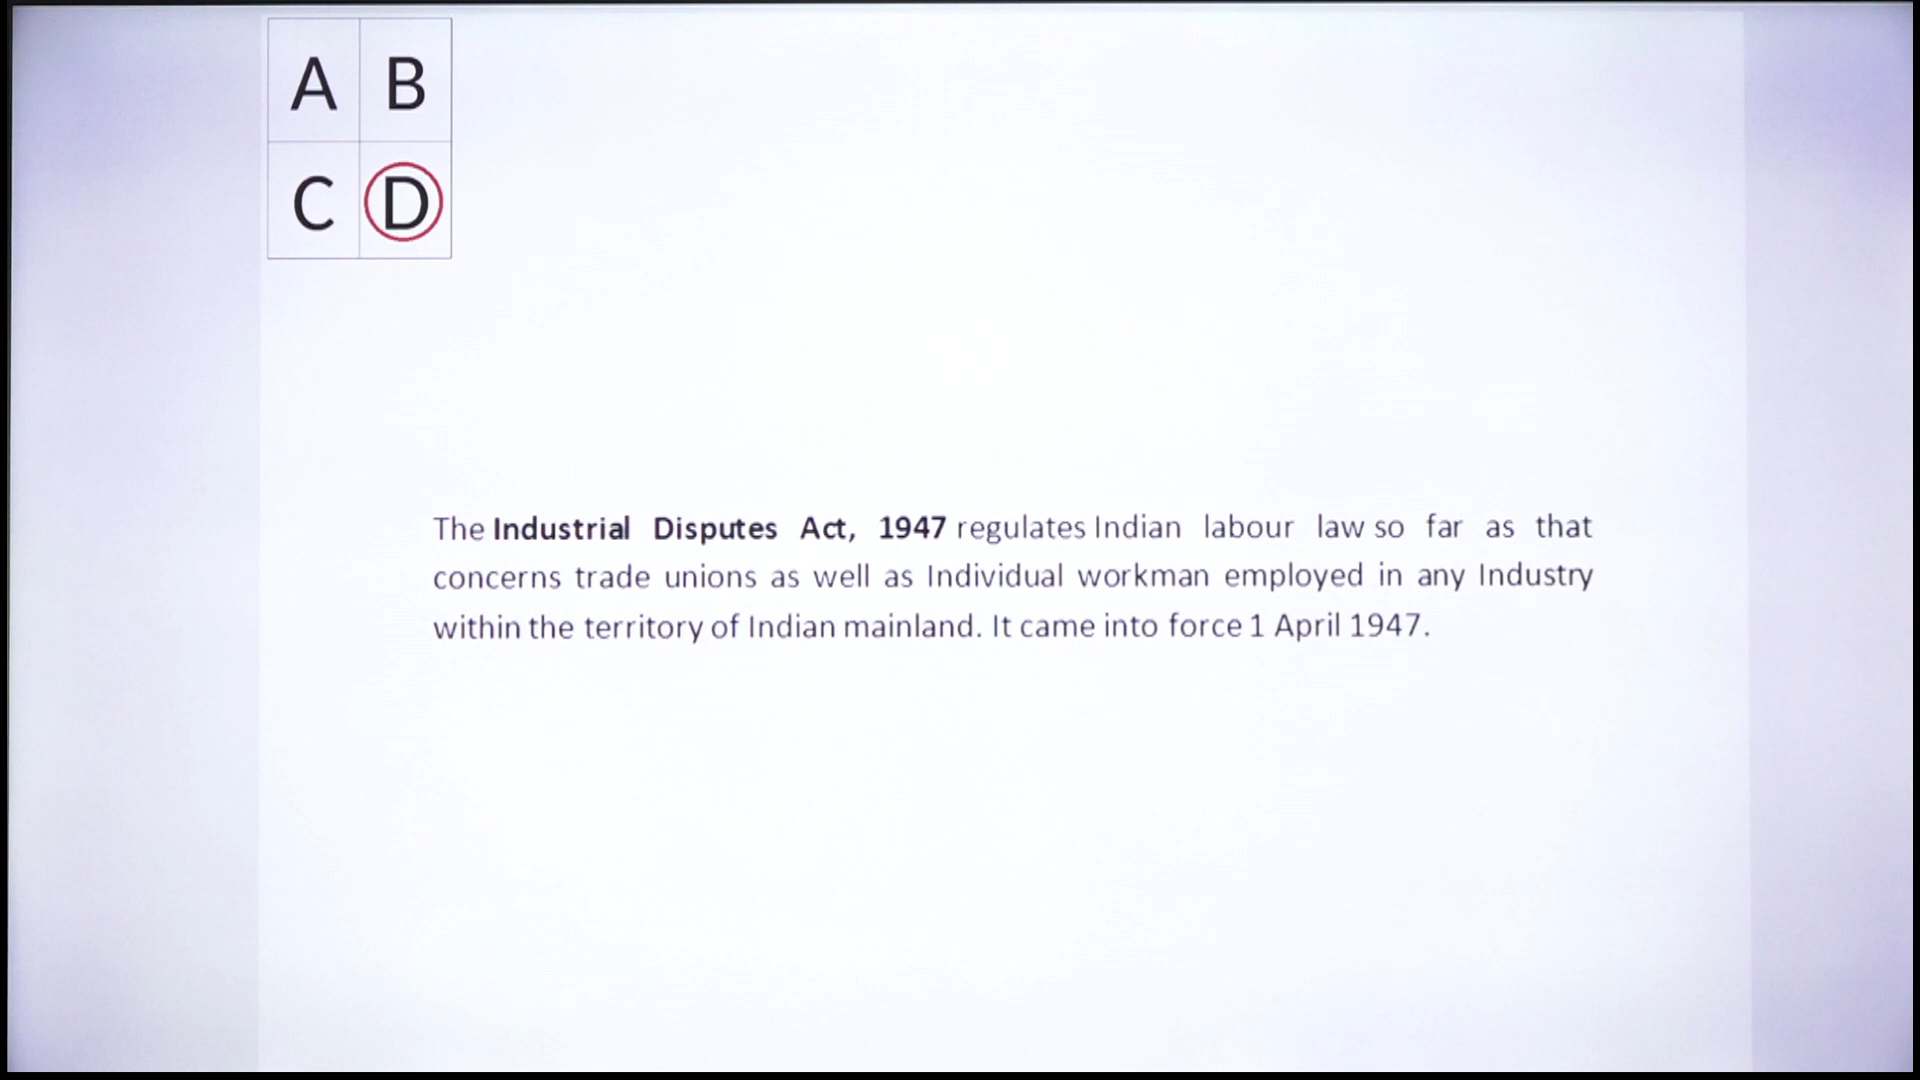 A B
C D
The Industrial Disputes Act, 1947 regulates Indian labour law so far as that
concerns trade unions as well as Individual workman employed in any Industry
within the territory of Indian mainland. It came into force 1 April 1947.